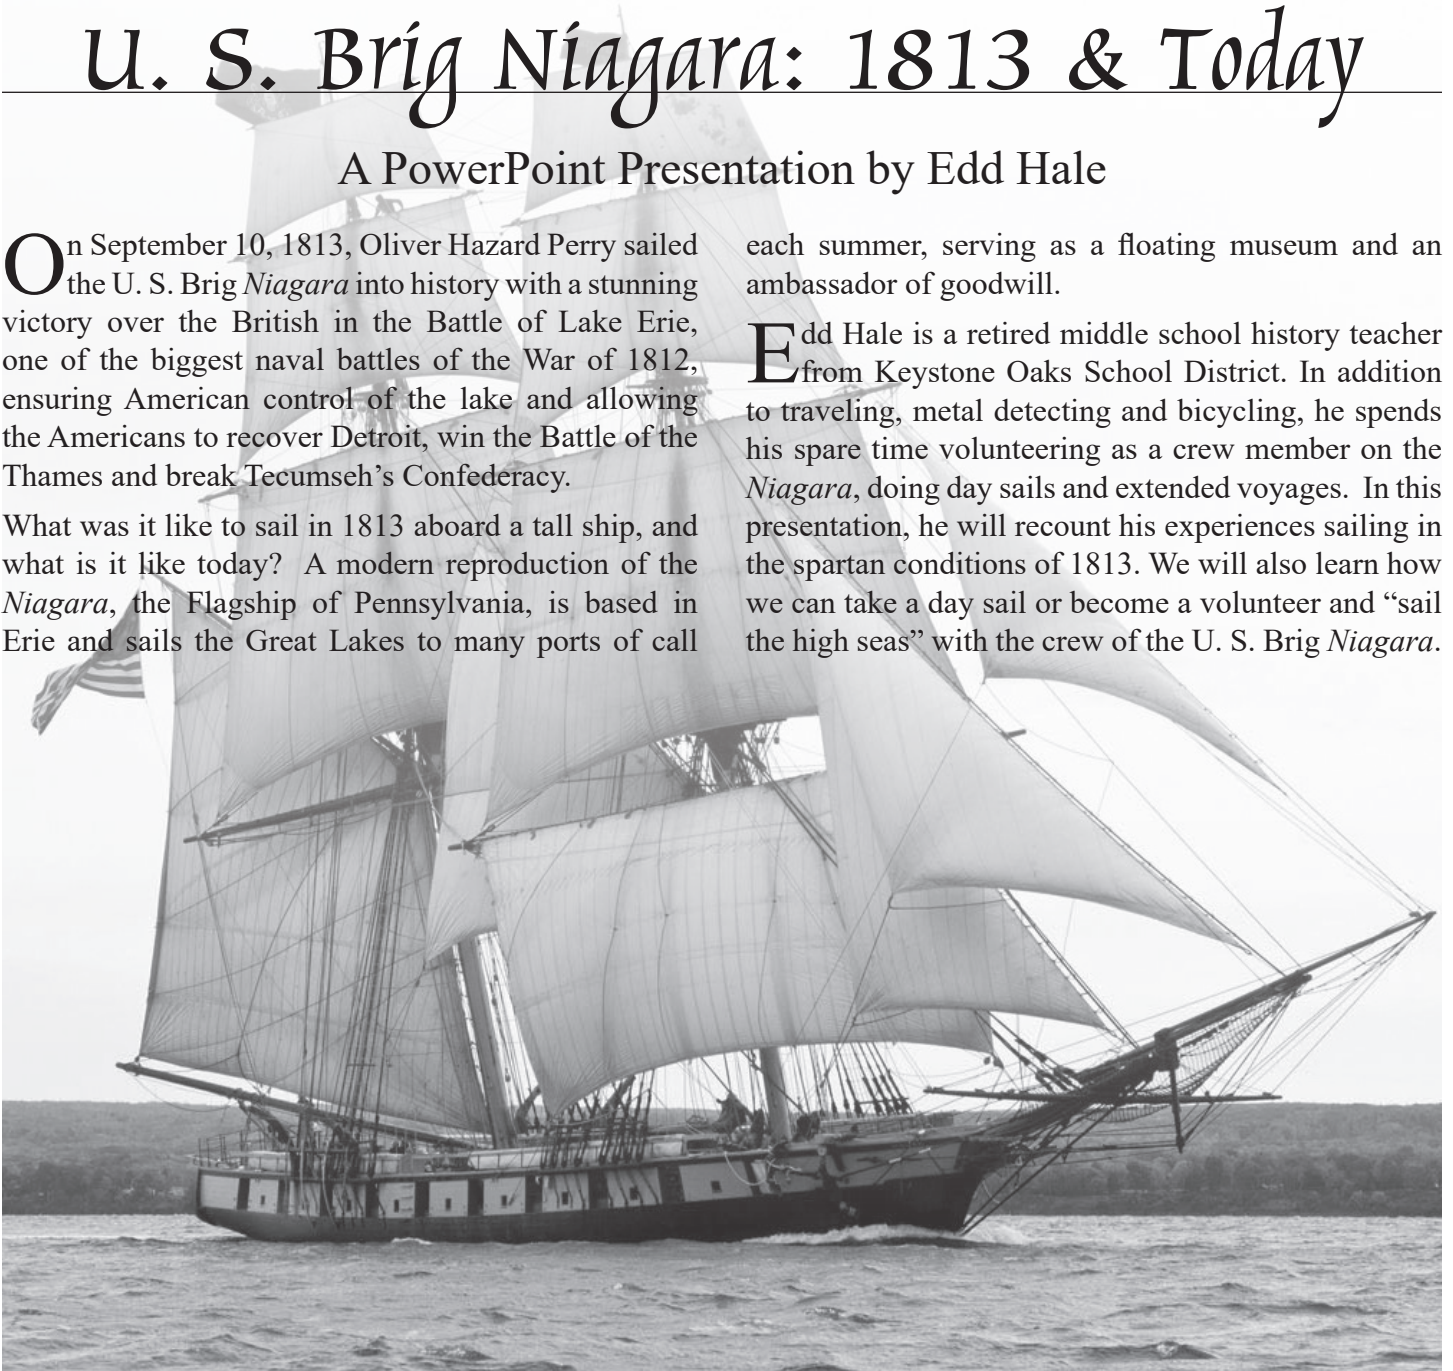 U. S. Brig Niagara: 1813 & Today
A PowerPoint Presentation by Edd Hale
On September 10, 1813, Oliver Hazard Perry sailed
the U. S. Brig Niagara into history with a stunning
victory over the British in the Battle of Lake Erie,
one of the biggest naval battles of the War of 1812,
ensuring American control of the lake and allowing
the Americans to recover Detroit, win the Battle of the
Thames and break Tecumseh’s Confederacy.
What was it like to sail in 1813 aboard a tall ship, and
what is it like today?  A modern reproduction of the
Niagara, the Flagship of Pennsylvania, is based in
Erie and sails the Great Lakes to many ports of call
each summer, serving as a floating museum and an
ambassador of goodwill.
Edd Hale is a retired middle school history teacher
from Keystone Oaks School District. In addition
to traveling, metal detecting and bicycling, he spends
his spare time volunteering as a crew member on the
Niagara, doing day sails and extended voyages.  In this
presentation, he will recount his experiences sailing in
the spartan conditions of 1813. We will also learn how
we can take a day sail or become a volunteer and “sail
the high seas” with the crew of the U. S. Brig Niagara.